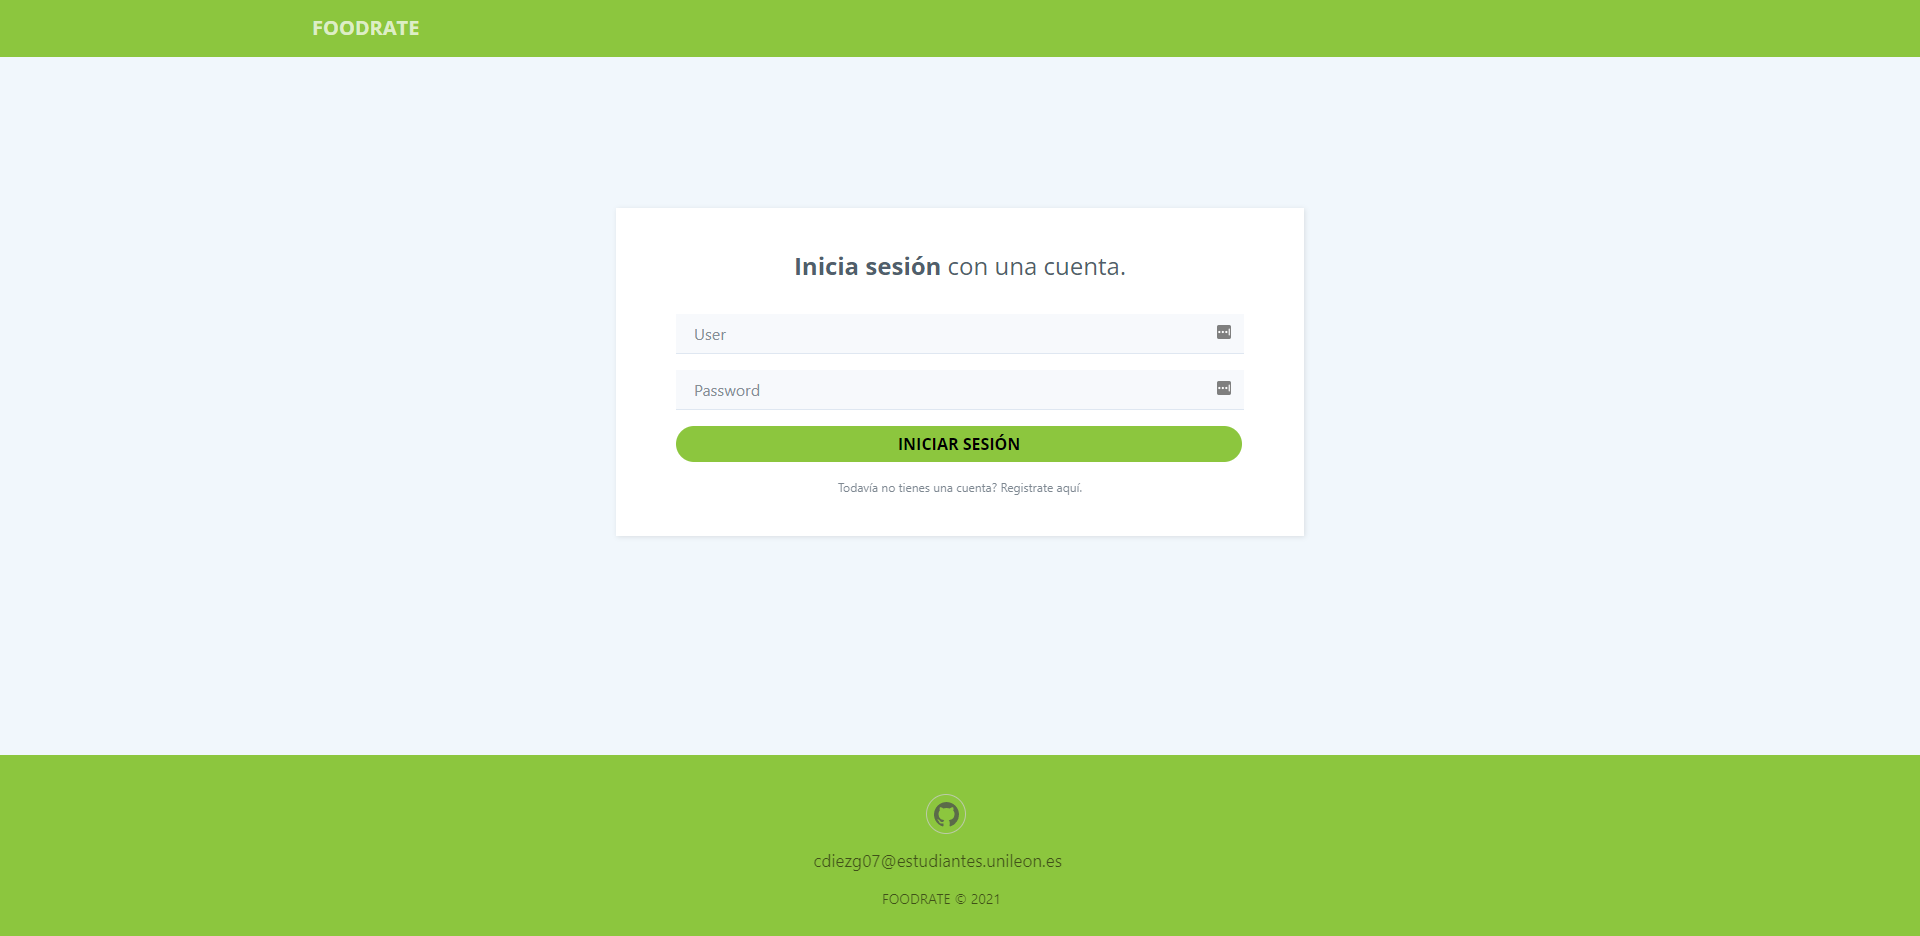 FOODRATE
Inicia sesión con una cuenta.
User
Password
INICIAR SESIÓN
Todavía no tienes una cuenta? Registrate aquí.
cdiezg07@estudiantes.unileon.es
FOODRATE © 2021